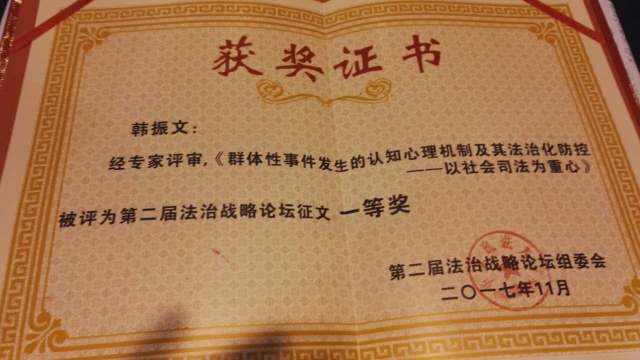 获奖证书
韩振文：
经专家评审，《群体性事件发生的认知心理机制及其法治化防控
——以社会司法为重心》
被评为第二届法治战略论坛征文 一等奖
第二届法治战略论坛组委会
二〇一七年11月